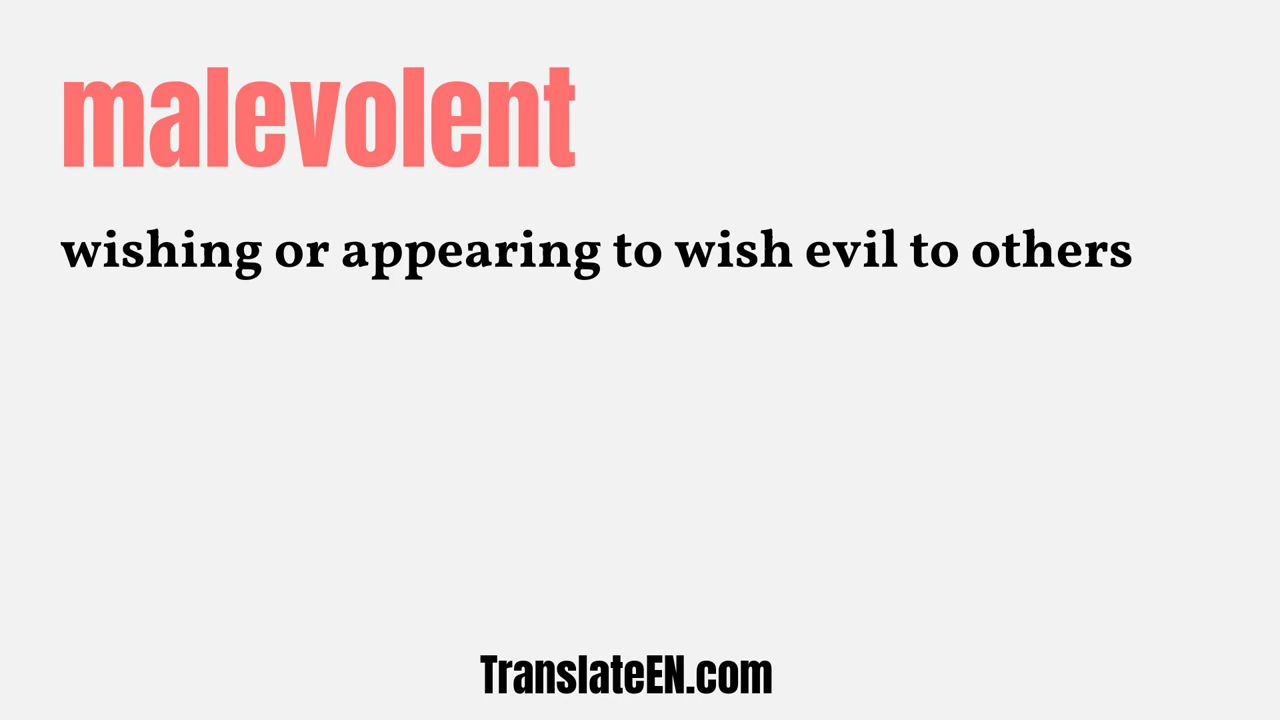 malevolent
wishing or appearing to wish evil to others
TranslateEN.com